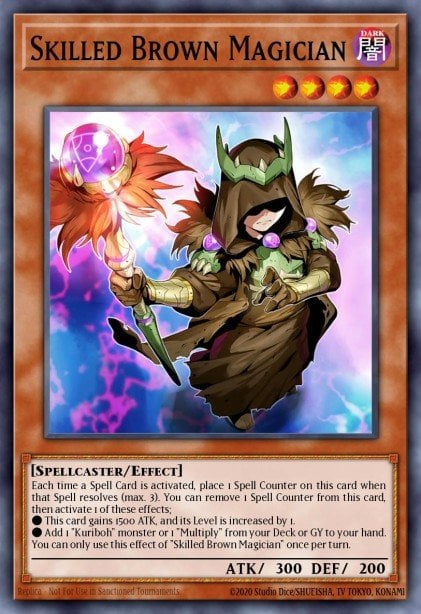 Skilled Brown Magician
DARK
闇
[Spellcaster/Effect]
Each time a Spell Card is activated, place 1 Spell Counter on this card when
that Spell resolves (max. 3). You can remove 1 Spell Counter from this card,
then activate 1 of these effects;
● This card gains 1500 ATK, and its Level is increased by 1.
● Add 1 "Kuriboh" monster or 1 "Multiply" from your Deck or GY to your hand.
You can only use this effect of "Skilled Brown Magician" once per turn.
ATK/ 300 DEF/ 200
Replica - Not For Use in Sanctioned Tournaments
©2020 Studio Dice/SHUEISHA, TV TOKYO, KONAMI